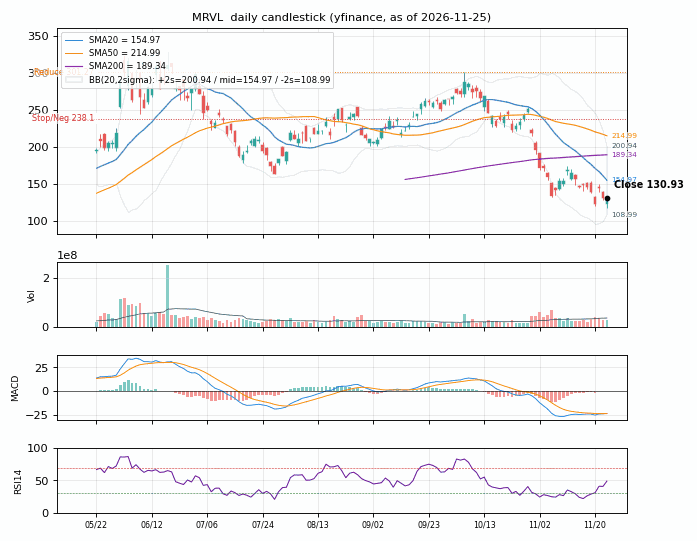 MRVL daily candlestick (yfinance, as of 2026-11-25)
350
300
250
200
150
100
SMA20 = 154.97
SMA50 = 214.99
SMA200 = 189.34
BB(20,2sigma): +2s=200.94 / mid=154.97 / -2s=108.99
Stop/Neg 238.1
214.99
200.94
189.34
154.97
Close 130.93
108.99
1e8
2
0
Vol
25
0
−25
MACD
100
50
0
RSI14
05/22
06/12
07/06
07/24
08/13
09/02
09/23
10/13
11/02
11/20